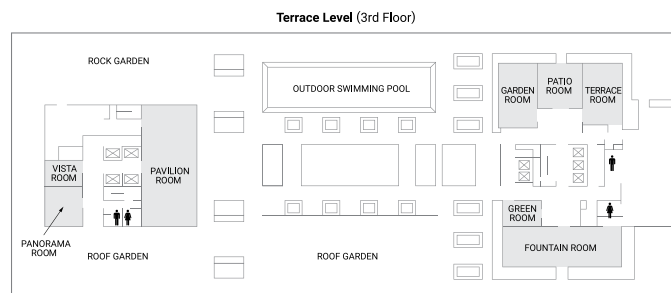 Terrace Level (3rd Floor)
ROCK GARDEN
OUTDOOR SWIMMING POOL
GARDEN
ROOM
PATIO
ROOM
TERRACE
ROOM
VISTA
ROOM
PAVILION
ROOM
PANORAMA
ROOM
ROOF GARDEN
ROOF GARDEN
GREEN
ROOM
FOUNTAIN ROOM